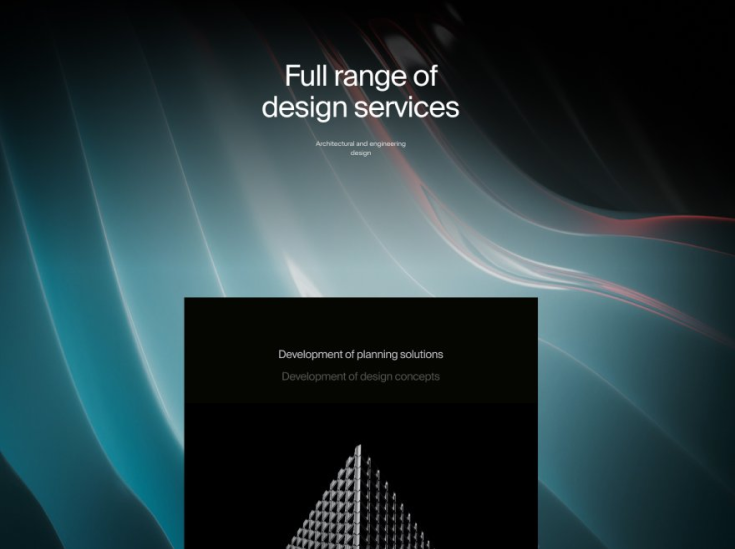 Full range of
design services
Architectural and engineering
design
Development of planning solutions
Development of design concepts